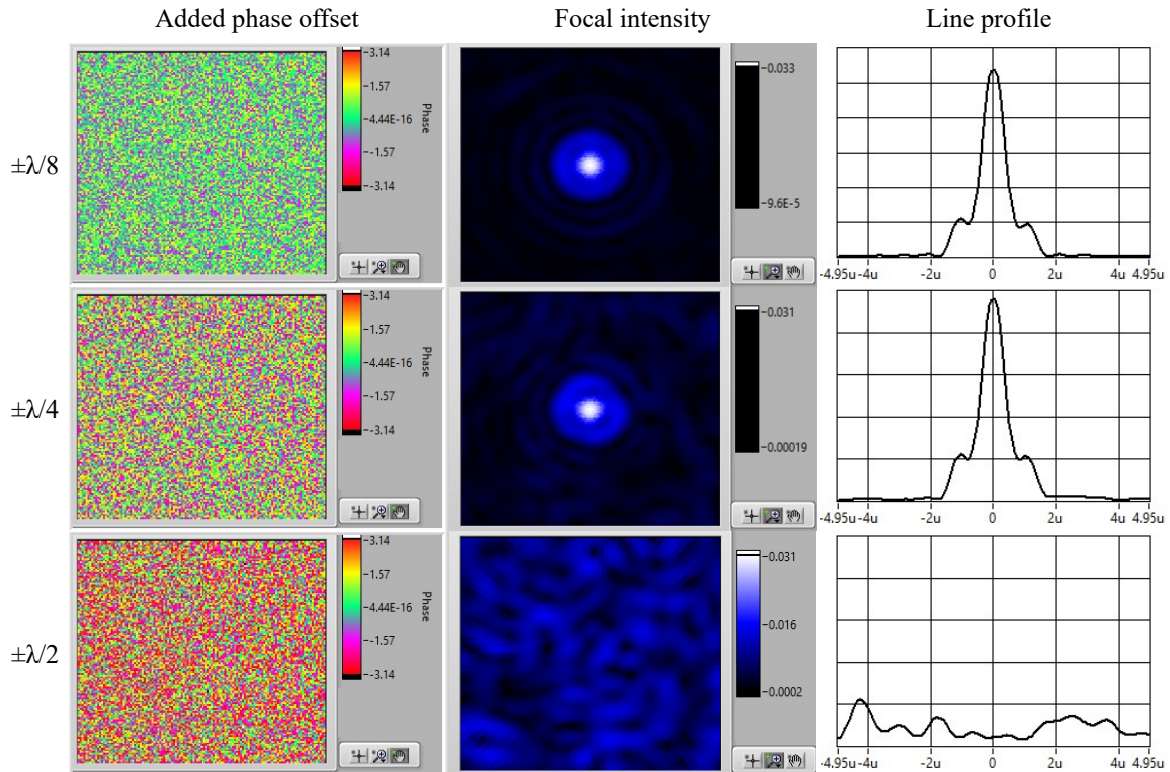 Added phase offset Focal intensity Line profile
±λ/8
3.14
1.57
-4.44E-16
-1.57
-3.14
Phase
-0.033
-9.6E-5
-4.95u -4u -2u 0 2u 4u 4.95u
±λ/4
3.14
-1.57
-4.44E-16
-1.57
-3.14
Phase
-0.031
-0.00019
-4.95u -4u -2u 0 2u 4u 4.95u
±λ/2
3.14
1.57
-4.44E-16
-1.57
-3.14
Phase
-0.031
-0.016
-0.0002
-4.95u -4u -2u 0 2u 4u 4.95u